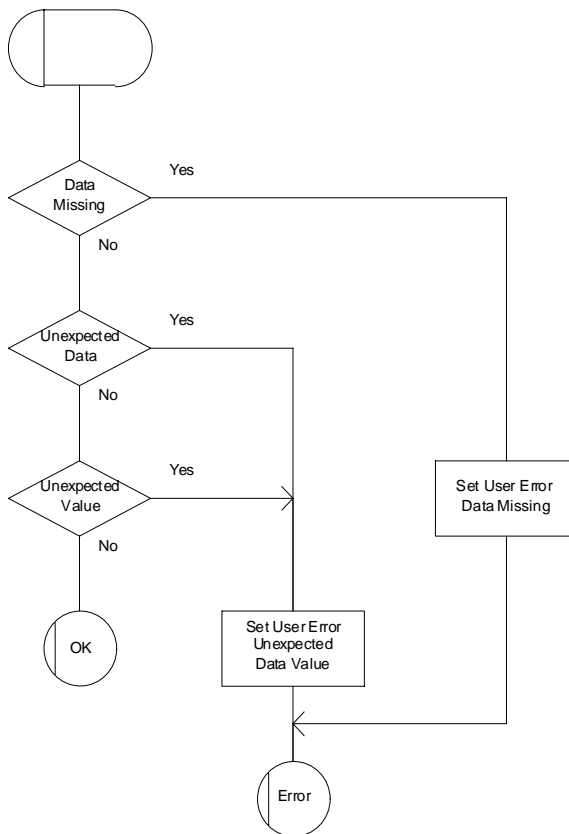 Yes
Data
Missing
No
Yes
Unexpected
Data
No
Yes
Unexpected
Value
Set User Error
Data Missing
No
OK
Set User Error
Unexpected
Data Value
Error